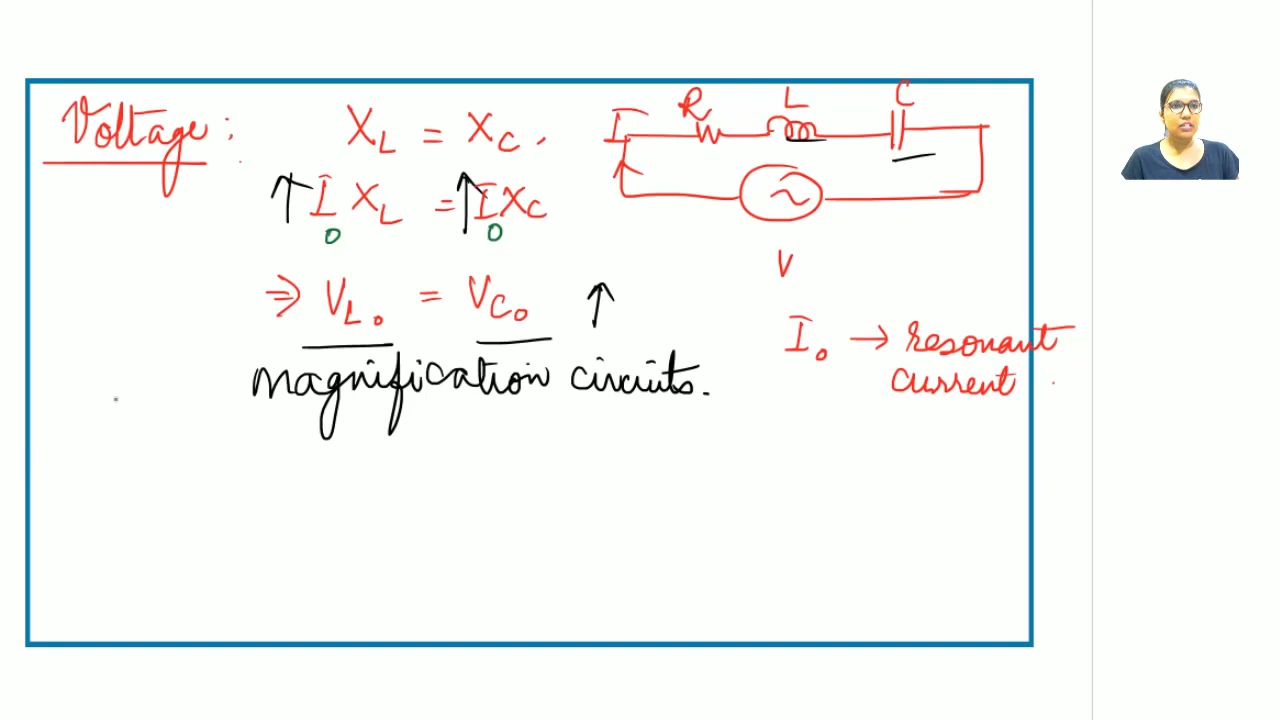 Voltage :
X_L = X_C .
↑ I_0 X_L = ↑ I_0 X_C
⇒ V_L0 = V_C0 ↑
magnification circuits.
I R L C
V
I_0 → resonant
current